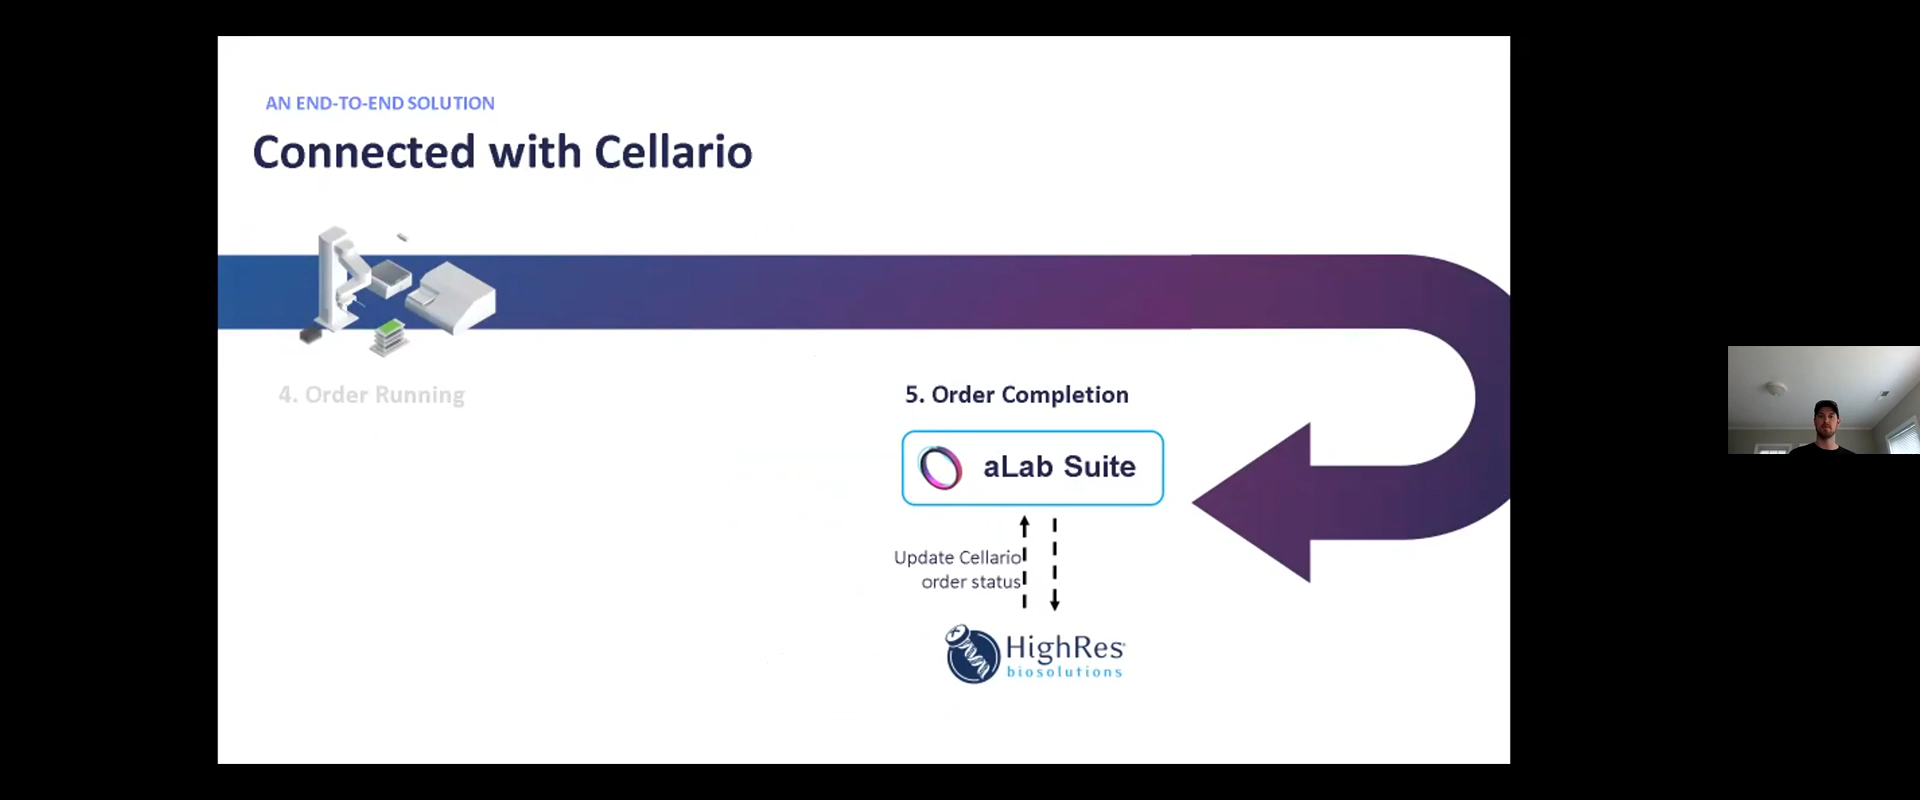 AN END-TO-END SOLUTION
Connected with Cellario
4. Order Running
5. Order Completion
aLab Suite
Update Cellario
order status
HighRes
biosolutions